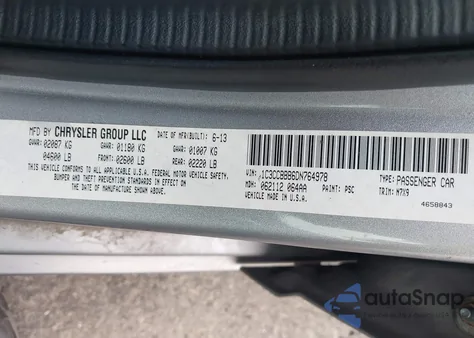 MFD BY CHRYSLER GROUP LLC DATE OF MFR(BUILT): 6-13
GVWR: 02087 KG GAWR: 01180 KG GAWR: 01007 KG
04600 LB FRONT: 02600 LB REAR: 02220 LB
THIS VEHICLE CONFORMS TO ALL APPLICABLE U.S.A. FEDERAL MOTOR VEHICLE SAFETY,
BUMPER AND THEFT PREVENTION STANDARDS IN EFFECT
ON THE DATE OF MANUFACTURE SHOWN ABOVE.
VIN: 1C3CCBBB6DN764978 TYPE: PASSENGER CAR
MDH: 062112 064AA PAINT: PSC TRIM: M7X9
VEHICLE MADE IN U.S.A.
4658843
autoSnap